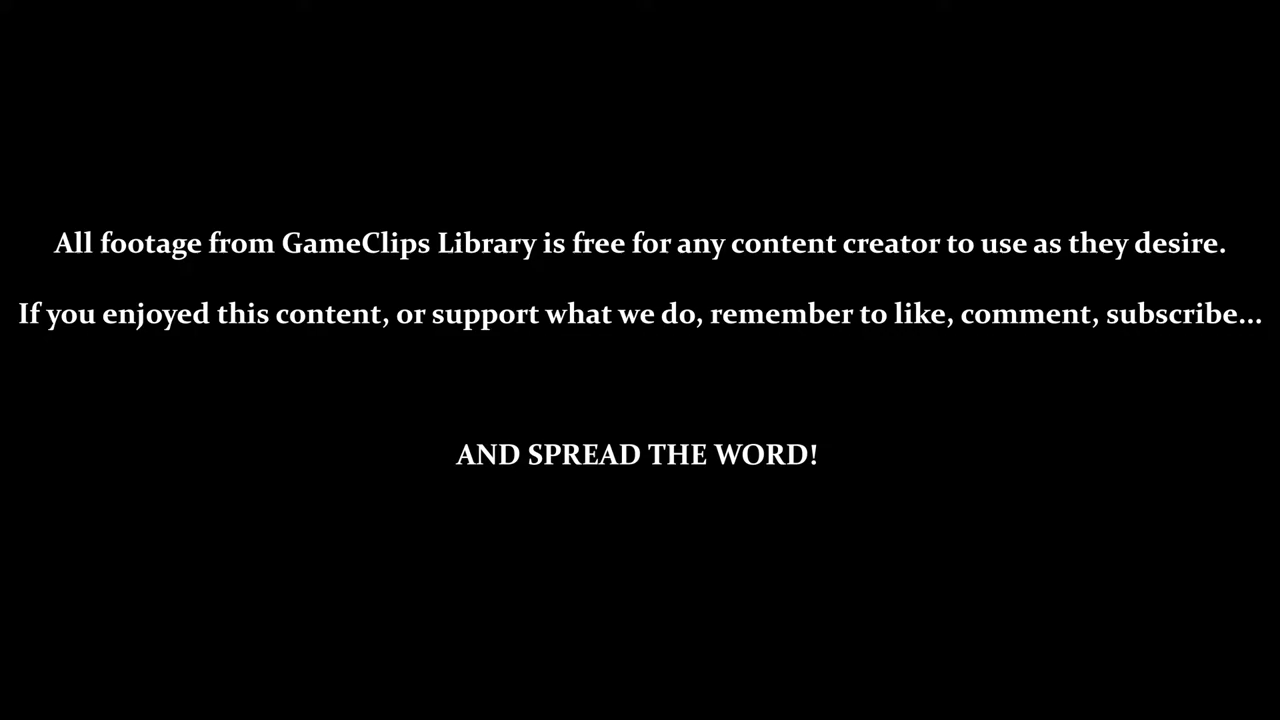 All footage from GameClips Library is free for any content creator to use as they desire.
If you enjoyed this content, or support what we do, remember to like, comment, subscribe...
AND SPREAD THE WORD!